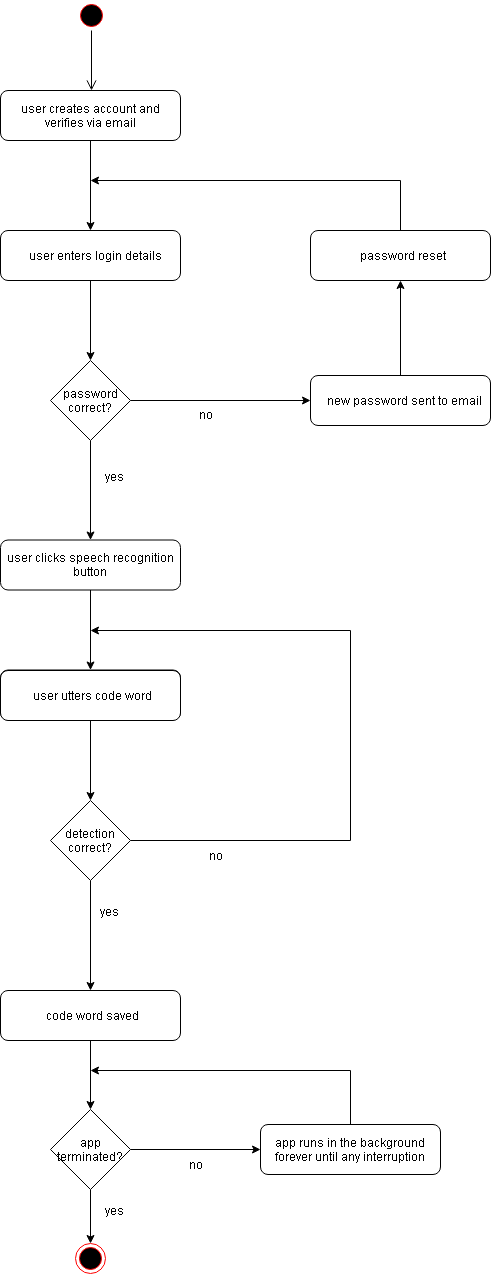 user creates account and
verifies via email
user enters login details
password reset
password
correct?
no
new password sent to email
yes
user clicks speech recognition
button
user utters code word
detection
correct?
no
yes
code word saved
app
terminated?
no
app runs in the background
forever until any interruption
yes